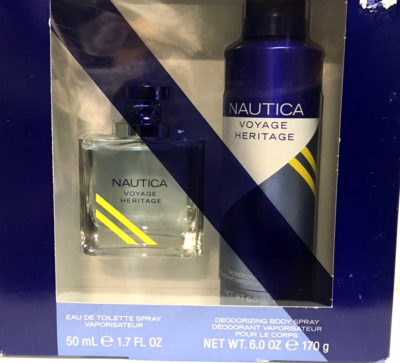 NAUTICA
VOYAGE
HERITAGE
NAUTICA
VOYAGE
HERITAGE
EAU DE TOILETTE SPRAY
VAPORISATEUR
50 mL ℮ 1.7 FL OZ
DEODORIZING BODY SPRAY
DÉODORANT VAPORISATEUR
POUR LE CORPS
NET WT. 6.0 OZ ℮ 170 g